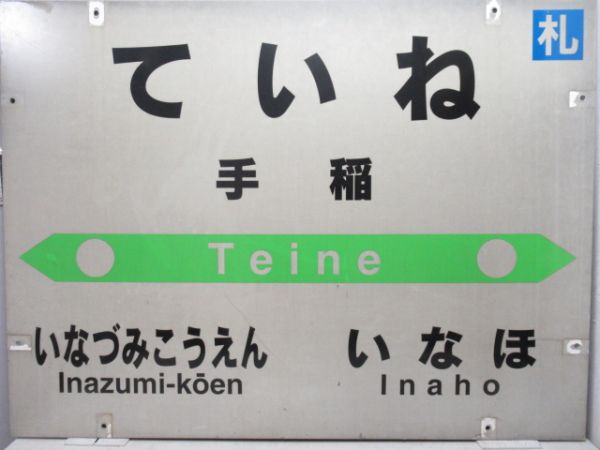 札
ていね
手稲
Teine
いなづみこうえん いなほ
Inazumi-kōen Inaho